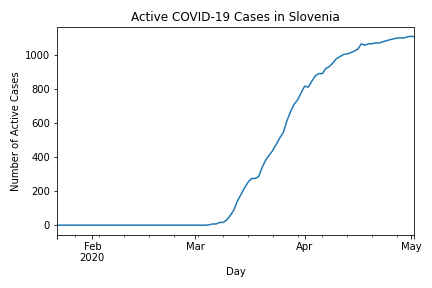 Active COVID-19 Cases in Slovenia
Number of Active Cases
1000
800
600
400
200
0
Feb
2020
Mar
Apr
May
Day